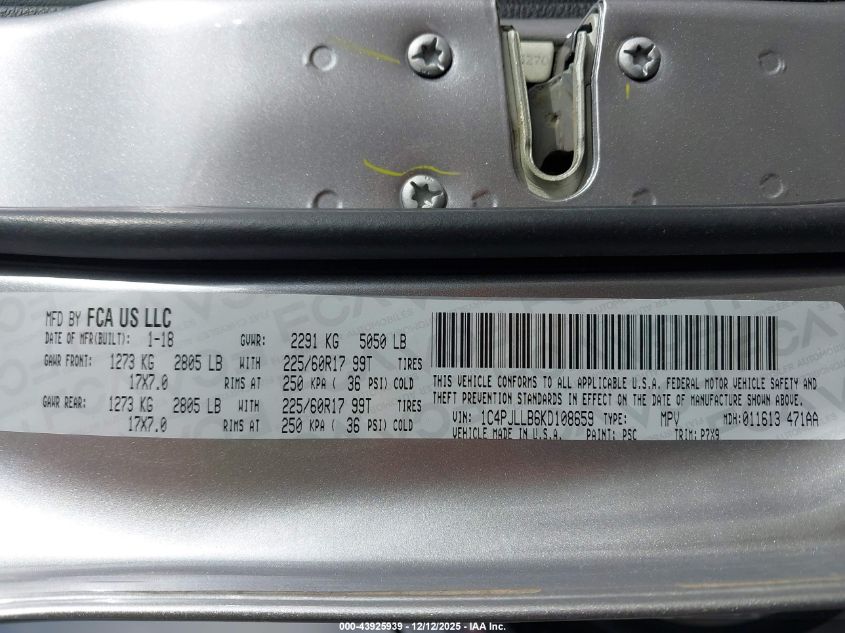 MFD BY FCA US LLC
DATE OF MFR(BUILT): 1-18 GVWR: 2291 KG 5050 LB
GAWR FRONT: 1273 KG 2805 LB WITH 225/60R17 99T TIRES
17X7.0 RIMS AT 250 KPA ( 36 PSI) COLD
GAWR REAR: 1273 KG 2805 LB WITH 225/60R17 99T TIRES
17X7.0 RIMS AT 250 KPA ( 36 PSI) COLD
THIS VEHICLE CONFORMS TO ALL APPLICABLE U.S.A. FEDERAL MOTOR VEHICLE SAFETY AND
THEFT PREVENTION STANDARDS IN EFFECT ON THE DATE OF MANUFACTURE SHOWN ABOVE.
VIN: 1C4PJLLB6KD108659 TYPE: MPV MDH:011613 471AA
VEHICLE MADE IN U.S.A. PAINT: PSC TRIM: P7X9
000-43925939 - 12/12/2025 - IAA Inc.